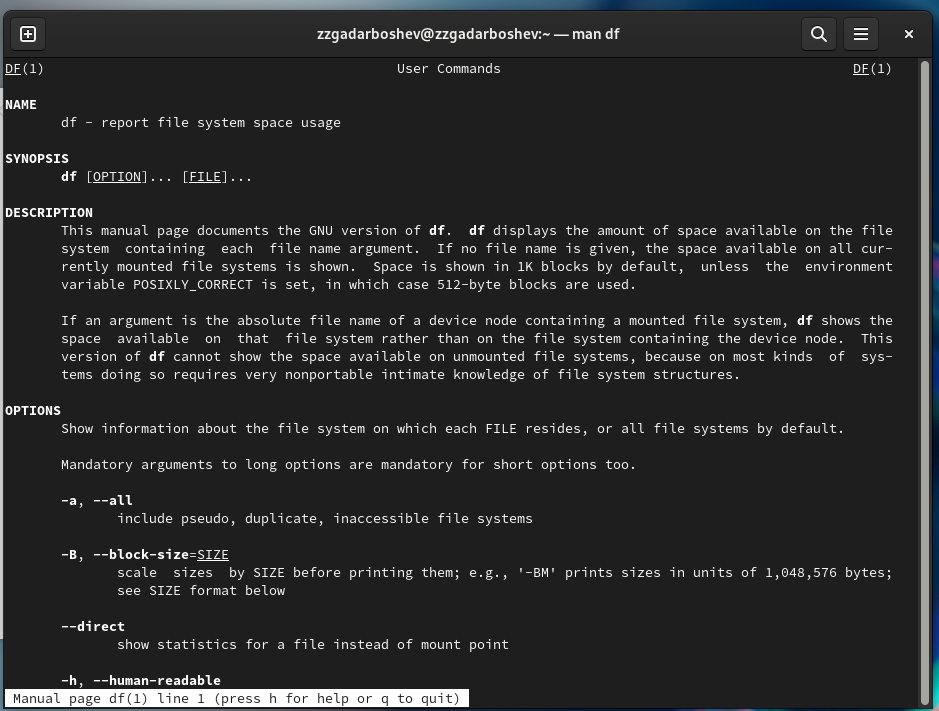 zzgadarboshev@zzgadarboshev:~ — man df
DF(1) User Commands DF(1)
NAME
df - report file system space usage
SYNOPSIS
df [OPTION]... [FILE]...
DESCRIPTION
This manual page documents the GNU version of df.  df displays the amount of space available on the file
system  containing  each  file name argument.  If no file name is given, the space available on all cur-
rently mounted file systems is shown.  Space is shown in 1K blocks by default,  unless  the  environment
variable POSIXLY_CORRECT is set, in which case 512-byte blocks are used.
If an argument is the absolute file name of a device node containing a mounted file system, df shows the
space  available  on  that  file system rather than on the file system containing the device node.  This
version of df cannot show the space available on unmounted file systems, because on most kinds  of  sys-
tems doing so requires very nonportable intimate knowledge of file system structures.
OPTIONS
Show information about the file system on which each FILE resides, or all file systems by default.
Mandatory arguments to long options are mandatory for short options too.
-a, --all
include pseudo, duplicate, inaccessible file systems
-B, --block-size=SIZE
scale  sizes  by SIZE before printing them; e.g., '-BM' prints sizes in units of 1,048,576 bytes;
see SIZE format below
--direct
show statistics for a file instead of mount point
-h, --human-readable
Manual page df(1) line 1 (press h for help or q to quit)